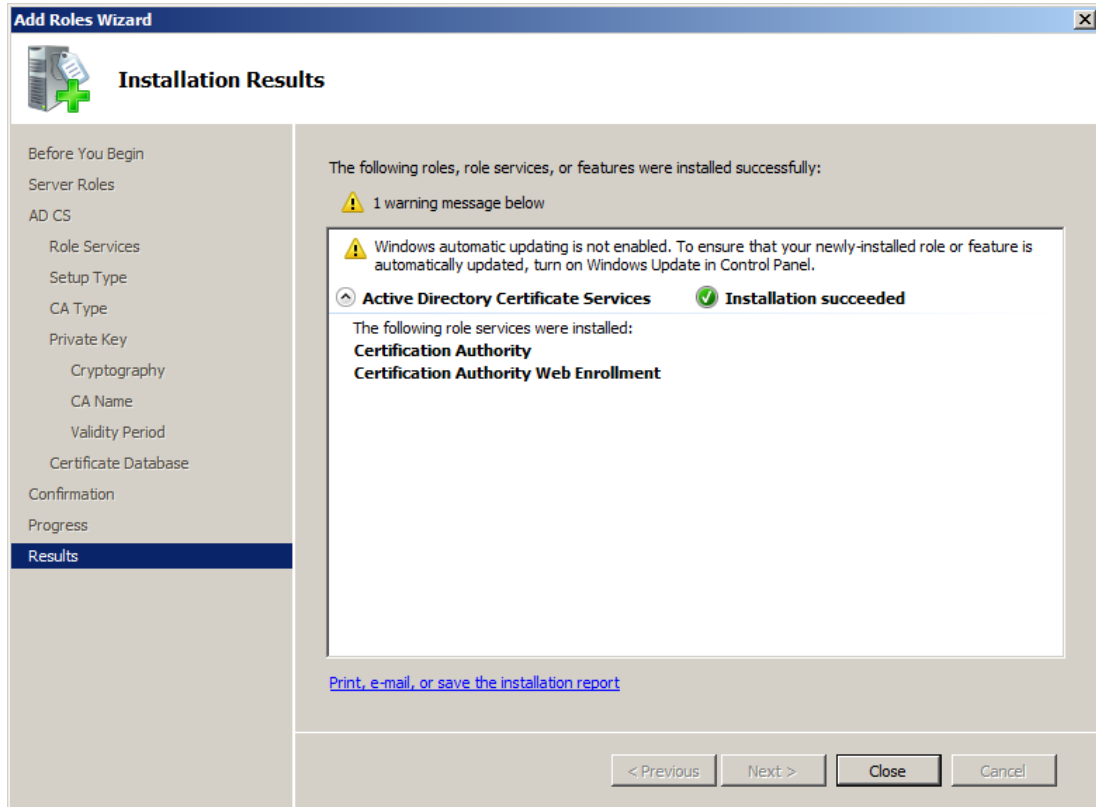 Add Roles Wizard
Installation Results
Before You Begin
Server Roles
AD CS
Role Services
Setup Type
CA Type
Private Key
Cryptography
CA Name
Validity Period
Certificate Database
Confirmation
Progress
Results
The following roles, role services, or features were installed successfully:
1 warning message below
Windows automatic updating is not enabled. To ensure that your newly-installed role or feature is
automatically updated, turn on Windows Update in Control Panel.
Active Directory Certificate Services Installation succeeded
The following role services were installed:
Certification Authority
Certification Authority Web Enrollment
Print, e-mail, or save the installation report
< Previous Next > Close Cancel